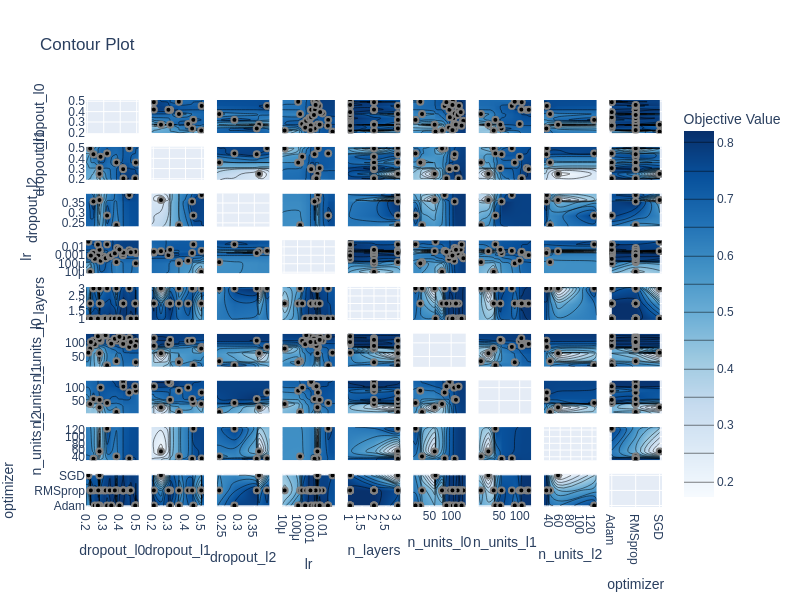 Contour Plot
Objective Value
0.8
0.7
0.6
0.5
0.4
0.3
0.2
dropout_l0
0.5
0.4
0.3
0.2
dropout_l1
0.5
0.4
0.3
0.2
dropout_l2
0.35
0.3
0.25
lr
0.01
0.001
100μ
10μ
n_layers
3
2.5
2
1.5
1
n_units_l0
100
50
n_units_l1
100
50
n_units_l2
120
100
80
60
40
optimizer
SGD
RMSprop
Adam
0.2 0.3 0.4 0.5
dropout_l0
0.2 0.3 0.4 0.5
dropout_l1
0.25 0.3 0.35
dropout_l2
10μ 100μ 0.001 0.01
lr
1 1.5 2 2.5 3
n_layers
50 100
n_units_l0
50 100
n_units_l1
40 60 80 100 120
n_units_l2
Adam RMSprop SGD
optimizer